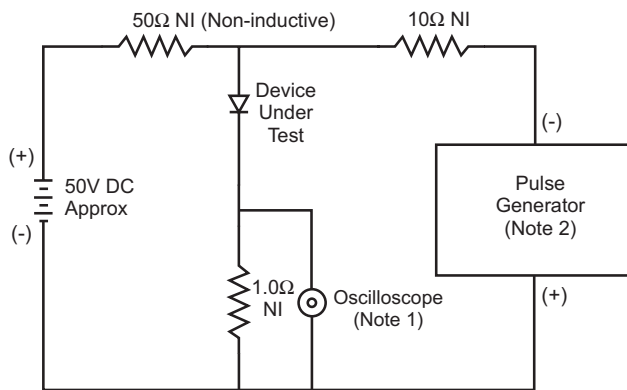 50Ω NI (Non-inductive)
10Ω NI
Device
Under
Test
(+)
50V DC
Approx
(-)
1.0Ω
NI
Oscilloscope
(Note 1)
(-)
Pulse
Generator
(Note 2)
(+)